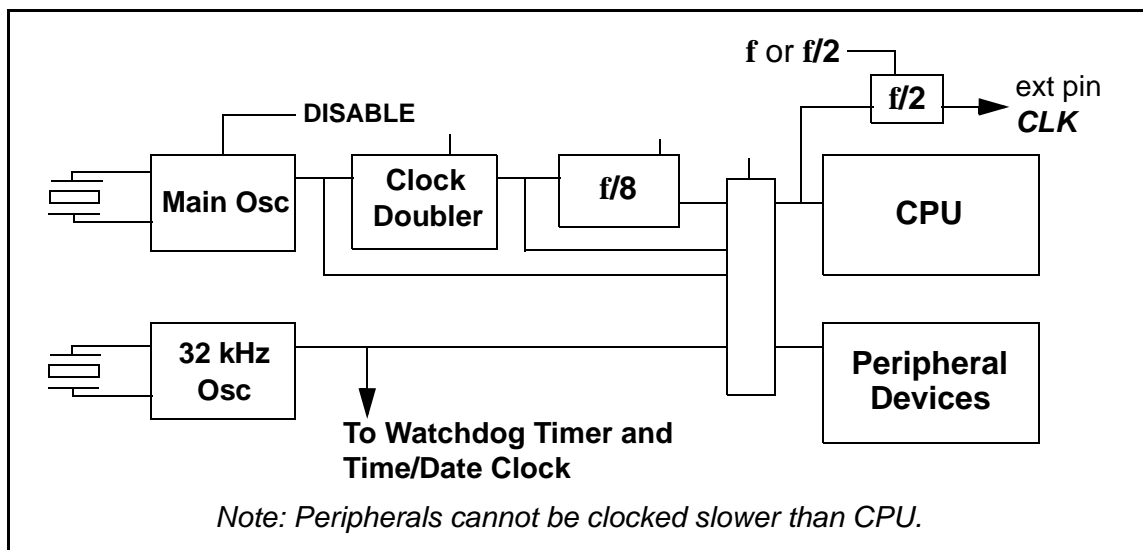 f or f/2
f/2
ext pin
CLK
DISABLE
Main Osc
Clock
Doubler
f/8
CPU
32 kHz
Osc
Peripheral
Devices
To Watchdog Timer and
Time/Date Clock
Note: Peripherals cannot be clocked slower than CPU.